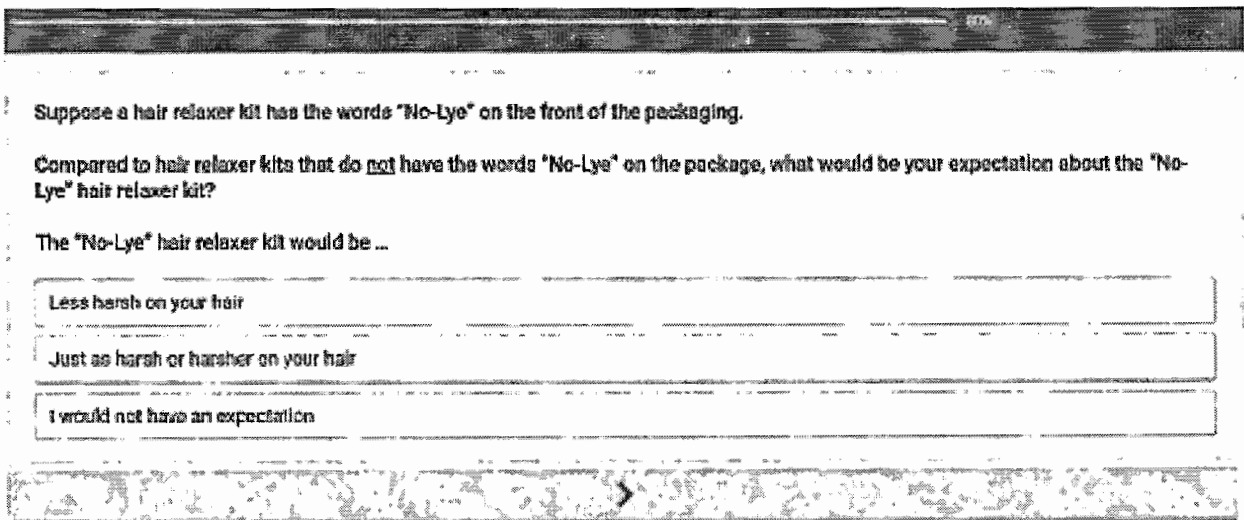 Suppose a hair relaxer kit has the words "No-Lye" on the front of the packaging.
Compared to hair relaxer kits that do not have the words "No-Lye" on the package, what would be your expectation about the "No-
Lye" hair relaxer kit?
The "No-Lye" hair relaxer kit would be ...
Less harsh on your hair
Just as harsh or harsher on your hair
I would not have an expectation